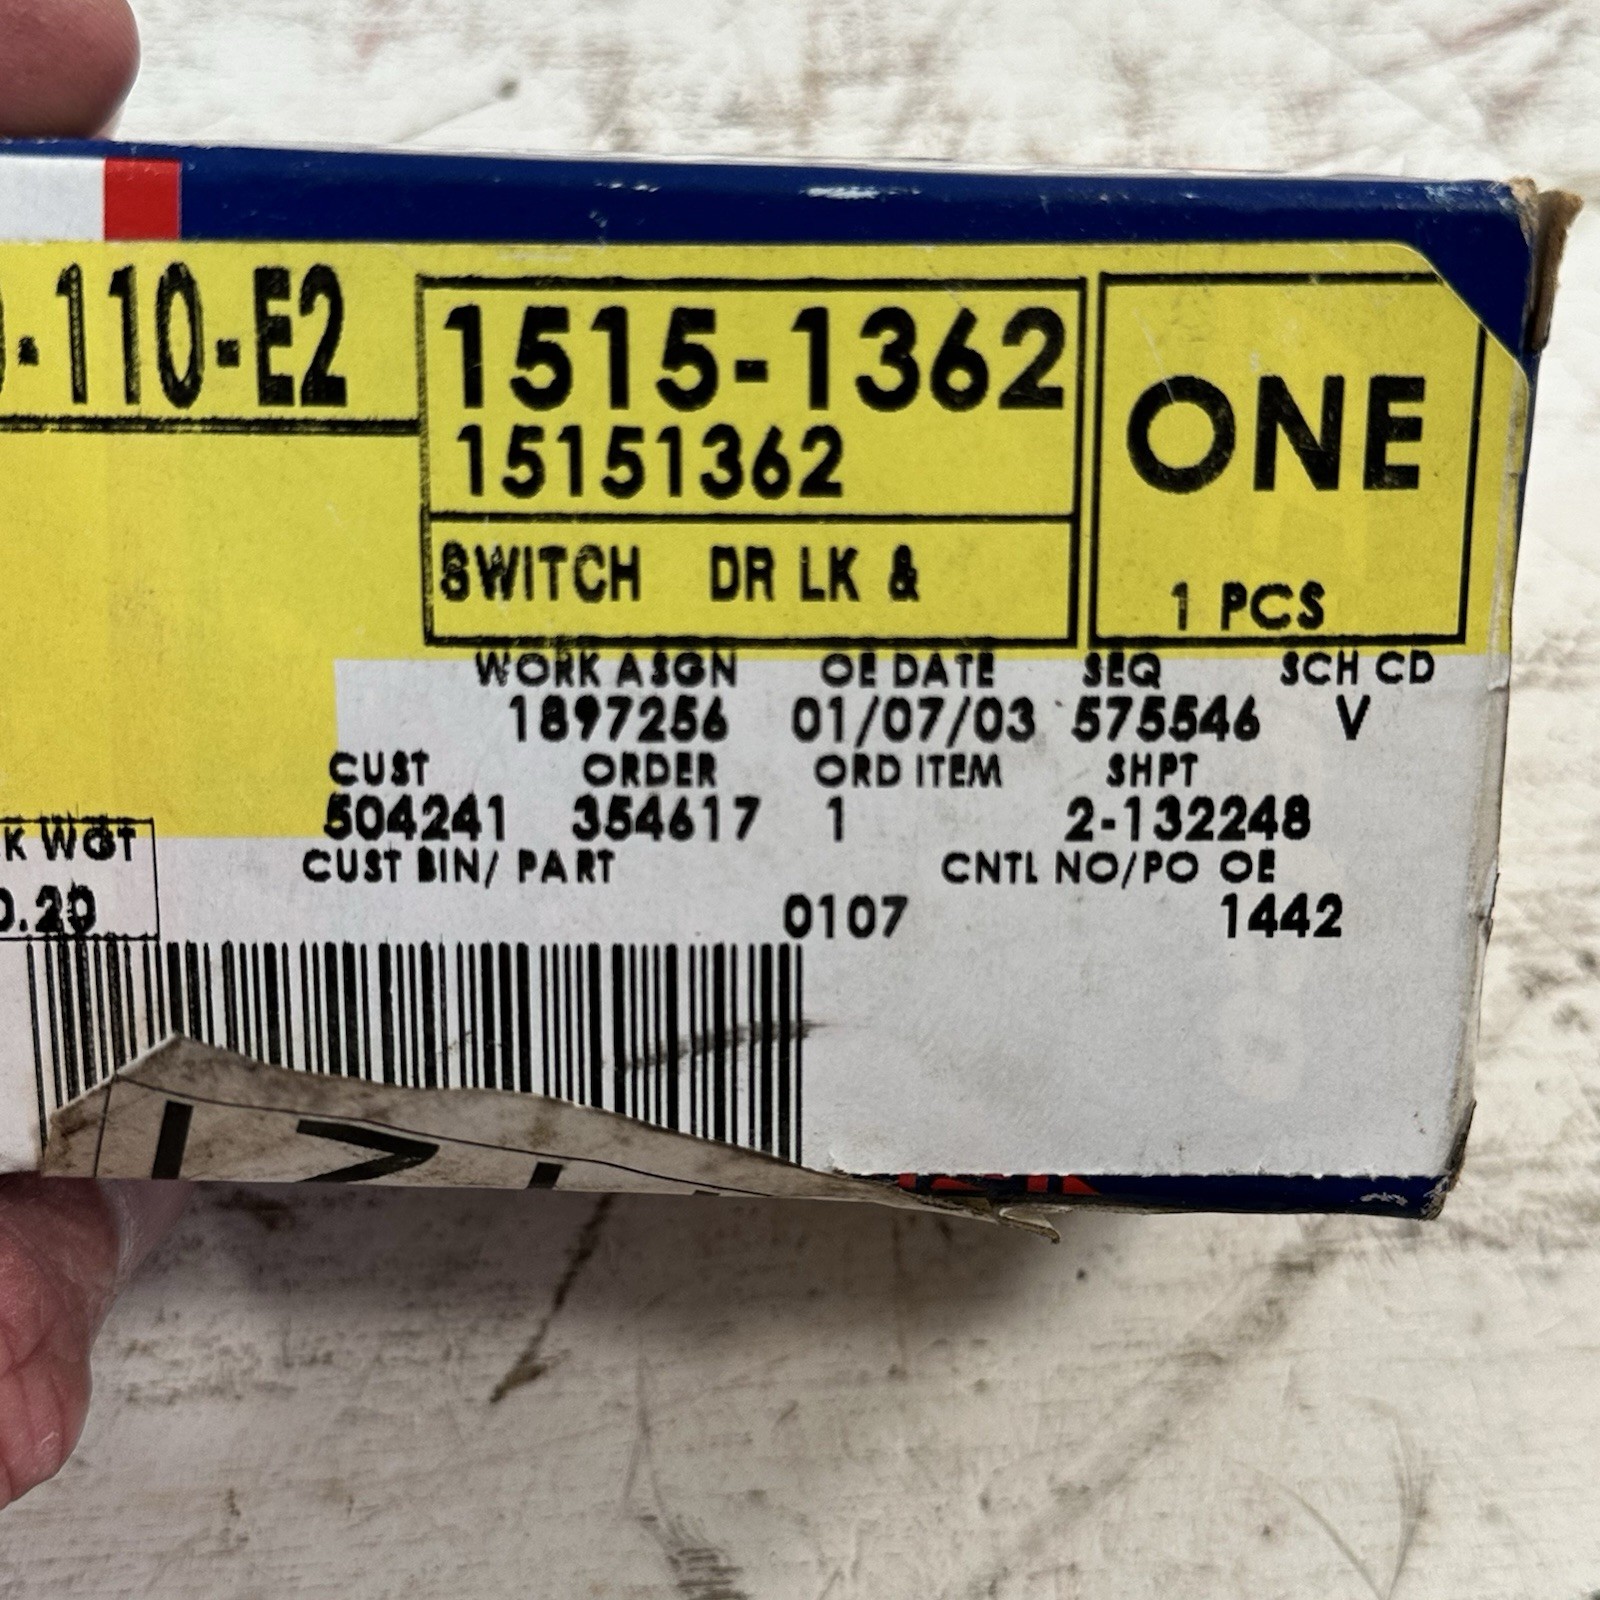 -110-E2
1515-1362
15151362
ONE
SWITCH DR LK &
1 PCS
WORK ASGN OE DATE SEQ SCH CD
1897256 01/07/03 575546 V
CUST ORDER ORD ITEM SHPT
504241 354617 1 2-132248
K WGT
CUST BIN/ PART CNTL NO/PO OE
0.20
0107 1442